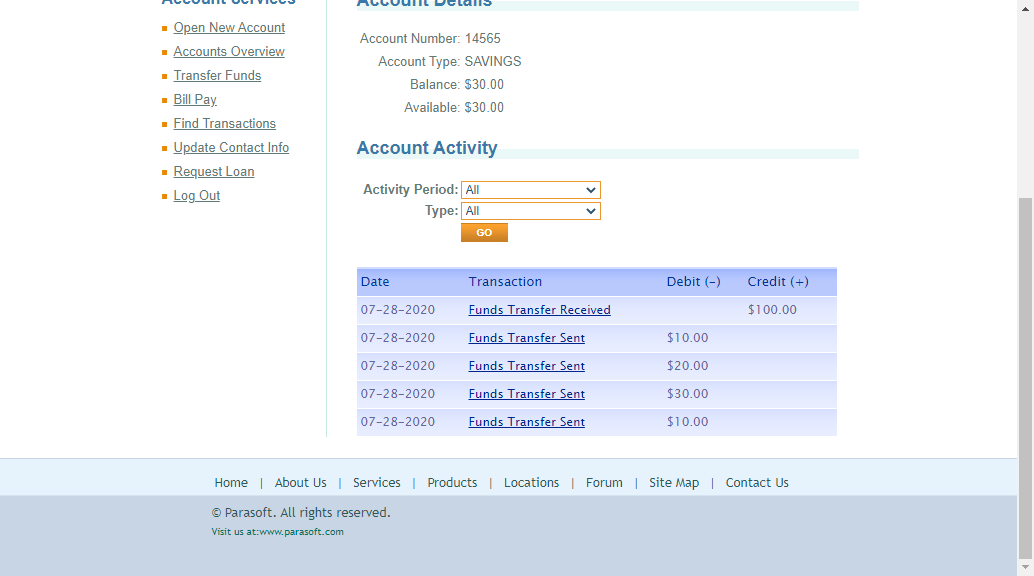 Account Services
Open New Account
Accounts Overview
Transfer Funds
Bill Pay
Find Transactions
Update Contact Info
Request Loan
Log Out
Account Details
Account Number: 14565
Account Type: SAVINGS
Balance: $30.00
Available: $30.00
Account Activity
Activity Period: All
Type: All
GO
Date Transaction Debit (-) Credit (+)
07-28-2020 Funds Transfer Received $100.00
07-28-2020 Funds Transfer Sent $10.00
07-28-2020 Funds Transfer Sent $20.00
07-28-2020 Funds Transfer Sent $30.00
07-28-2020 Funds Transfer Sent $10.00
Home | About Us | Services | Products | Locations | Forum | Site Map | Contact Us
© Parasoft. All rights reserved.
Visit us at:www.parasoft.com